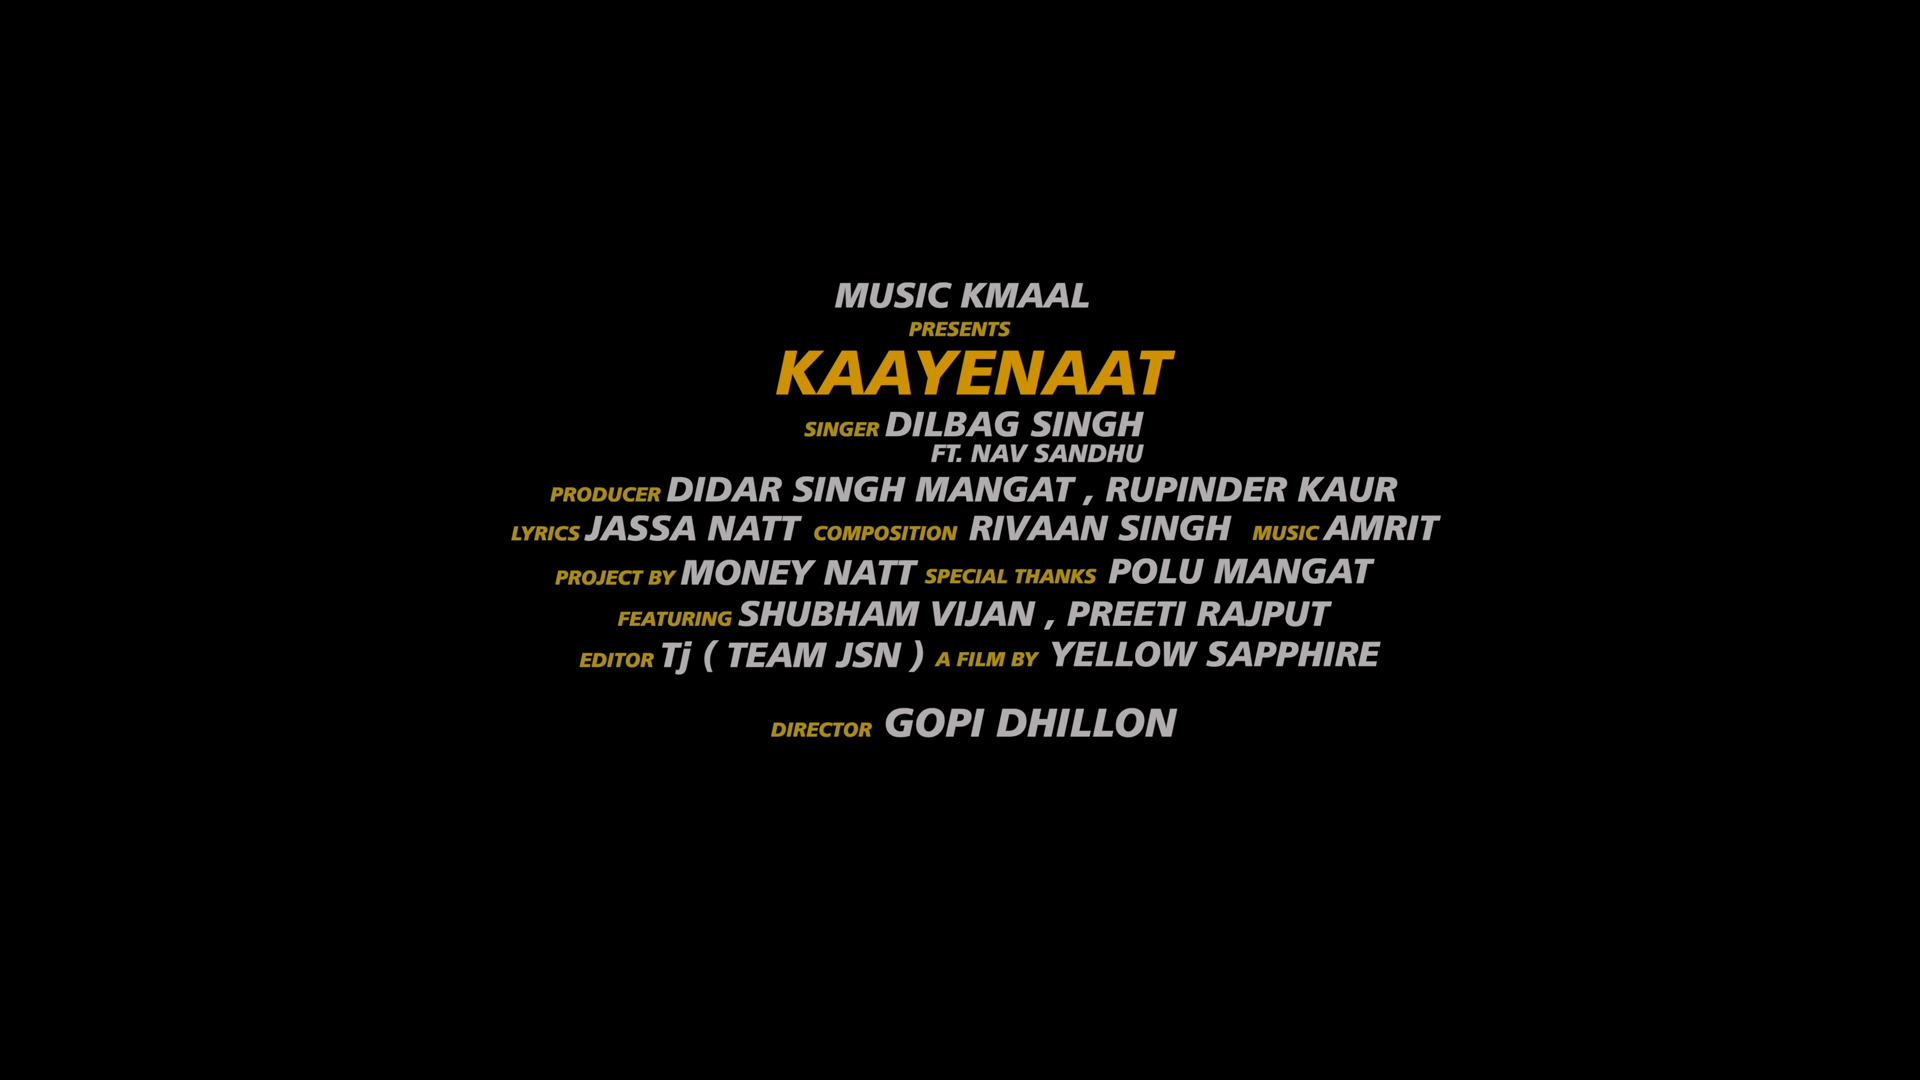 MUSIC KMAAL
PRESENTS
KAAYENAAT
SINGER DILBAG SINGH
FT. NAV SANDHU
PRODUCER DIDAR SINGH MANGAT , RUPINDER KAUR
LYRICS JASSA NATT COMPOSITION RIVAAN SINGH MUSIC AMRIT
PROJECT BY MONEY NATT SPECIAL THANKS POLU MANGAT
FEATURING SHUBHAM VIJAN , PREETI RAJPUT
EDITOR Tj ( TEAM JSN ) A FILM BY YELLOW SAPPHIRE
DIRECTOR GOPI DHILLON